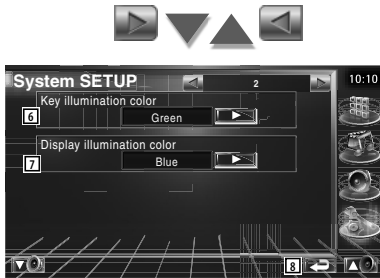 System SETUP
2
10:10
Key illumination color
6
Green
Display illumination color
7
Blue
8